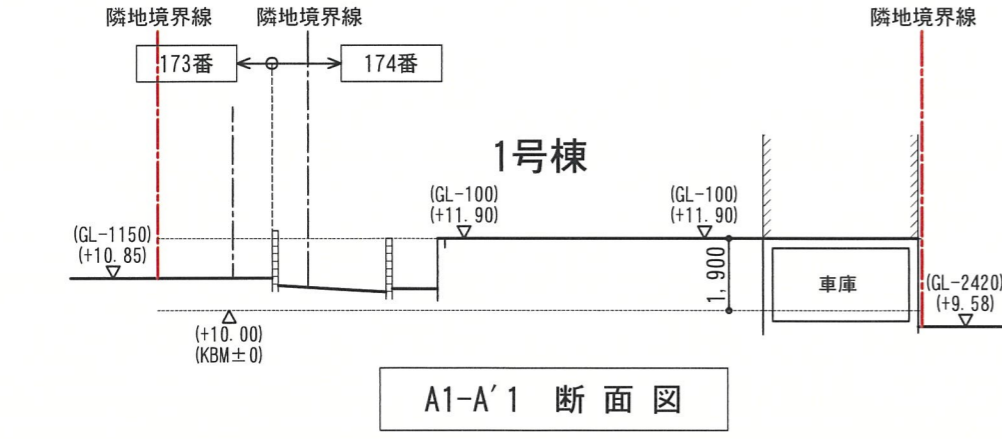 隣地境界線 隣地境界線 隣地境界線
173番 174番
1号棟
(GL-100)
(+11.90)
(GL-100)
(+11.90)
(GL-1150)
(+10.85)
1,900
車庫
(GL-2420)
(+9.58)
(+10.00)
(KBM±0)
A1-A′1 断面図